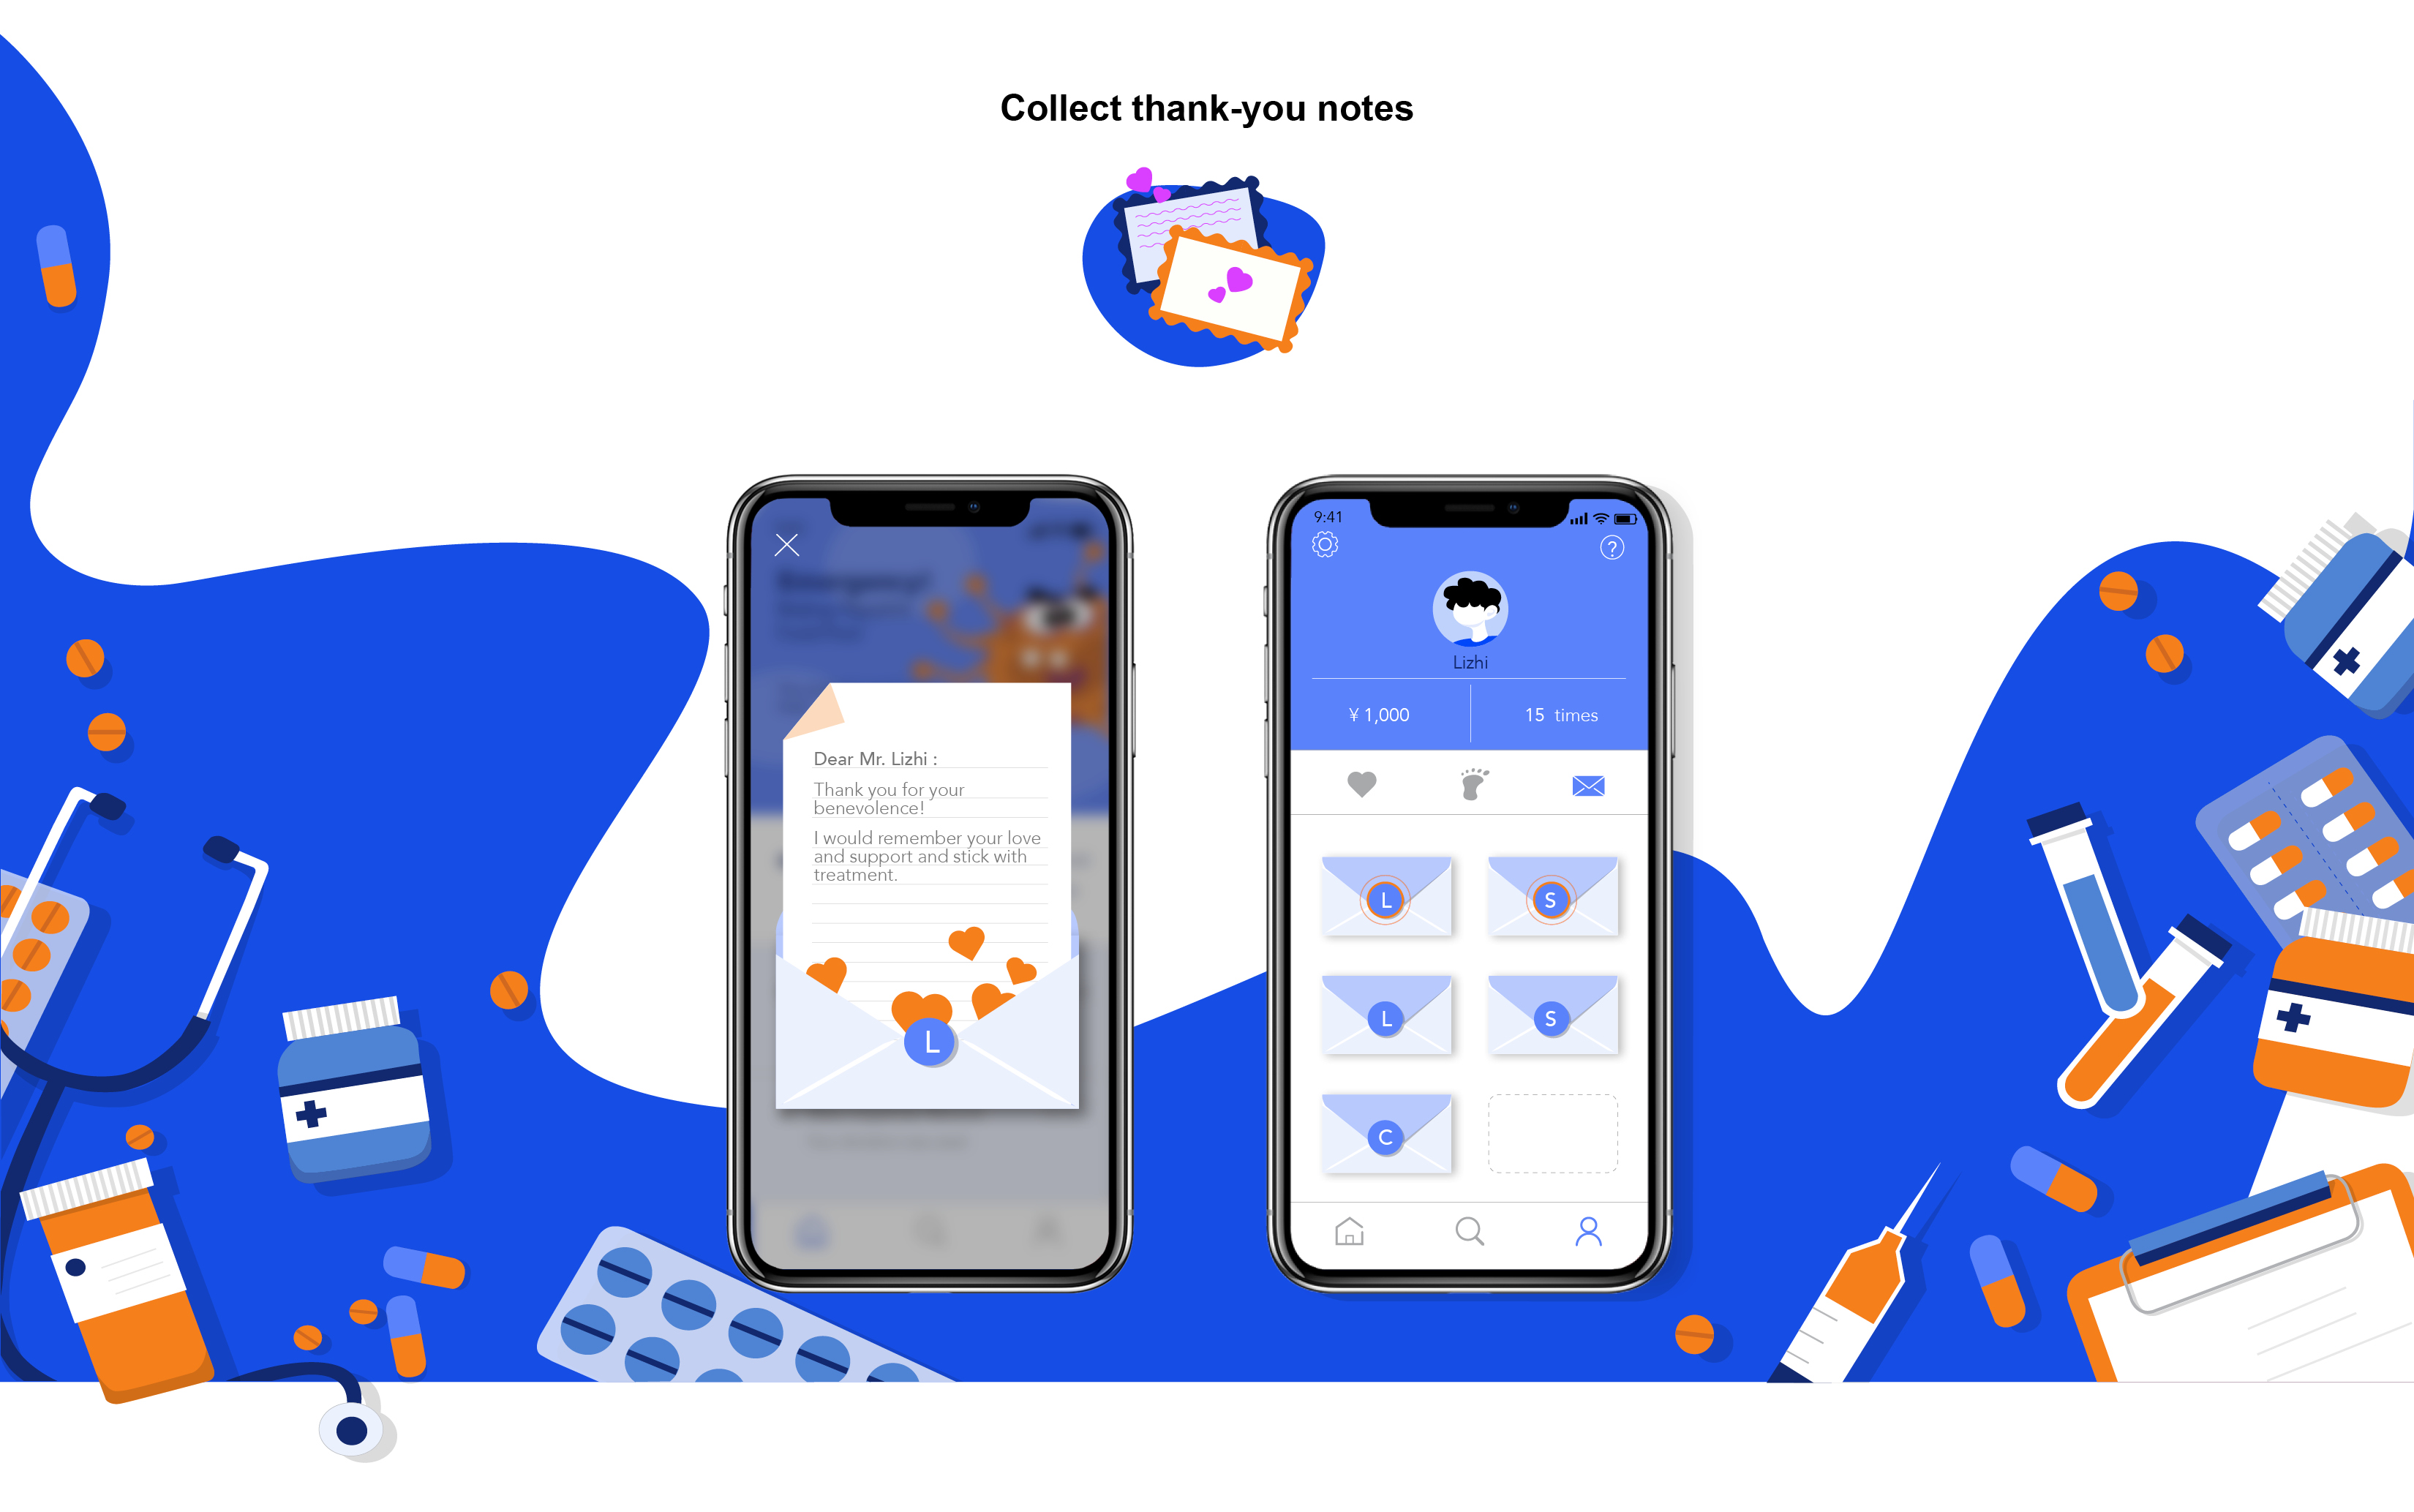 Collect thank-you notes
Emergency!
Dear Mr. Lizhi :
Thank you for your
benevolence!
I would remember your love
and support and stick with
treatment.
L
9:41
?
Lizhi
¥ 1,000
15 times
L
S
L
S
C